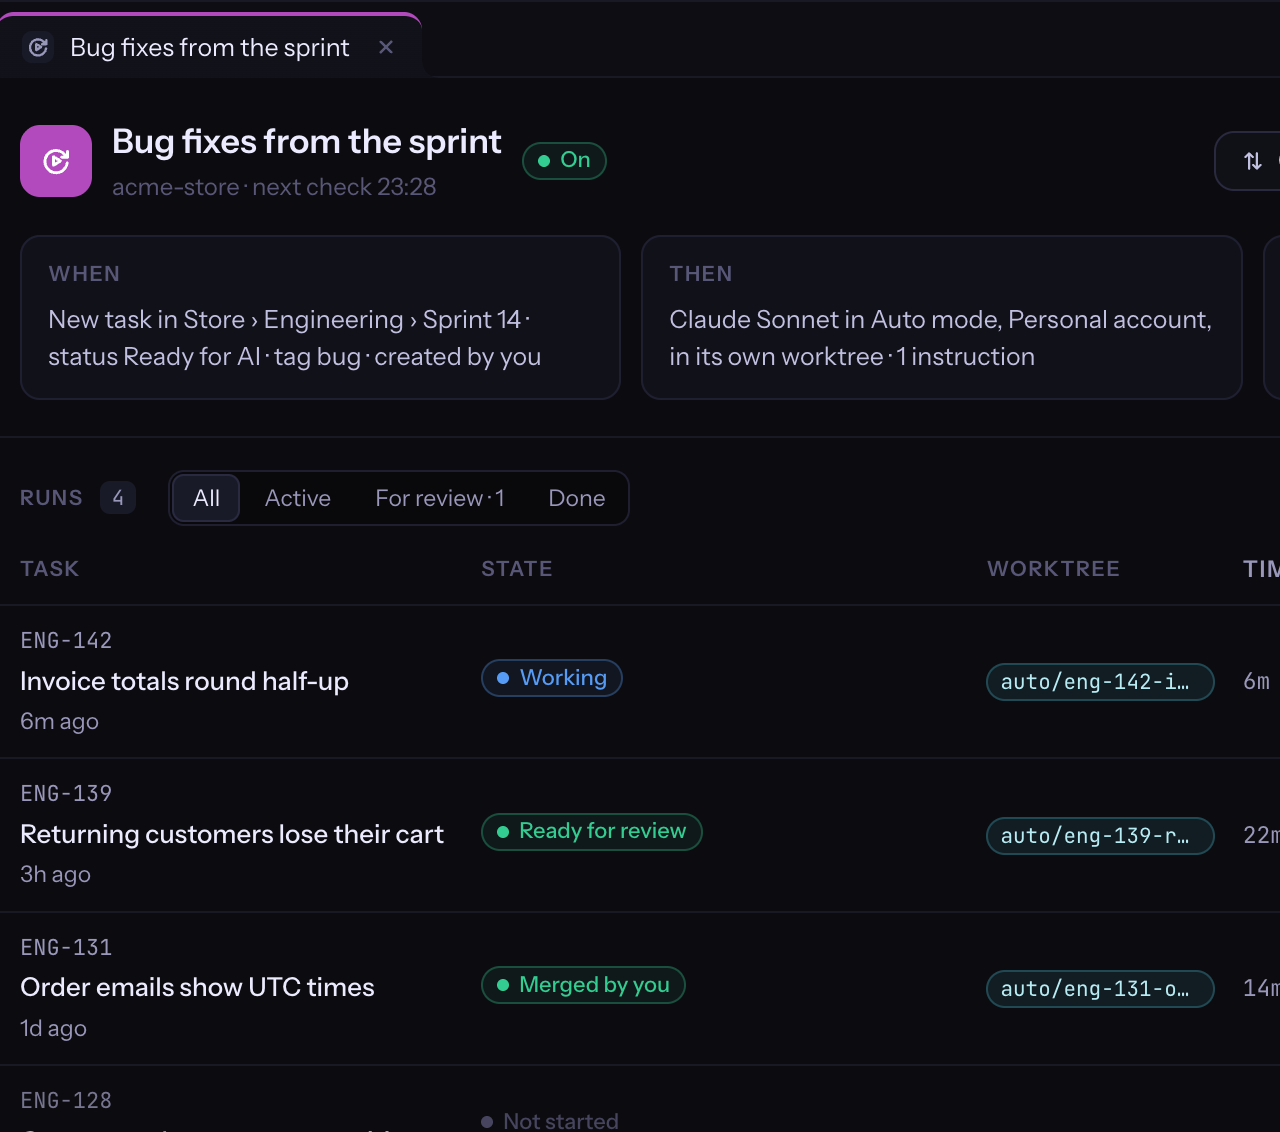 Bug fixes from the sprint
Bug fixes from the sprint
On
acme-store · next check 23:28
WHEN
New task in Store › Engineering › Sprint 14 ·
status Ready for AI · tag bug · created by you
THEN
Claude Sonnet in Auto mode, Personal account,
in its own worktree · 1 instruction
RUNS 4 All Active For review · 1 Done
TASK STATE WORKTREE
ENG-142
Invoice totals round half-up Working auto/eng-142-i… 6m
6m ago
ENG-139
Returning customers lose their cart Ready for review auto/eng-139-r… 22m
3h ago
ENG-131
Order emails show UTC times Merged by you auto/eng-131-o… 14m
1d ago
ENG-128
Not started